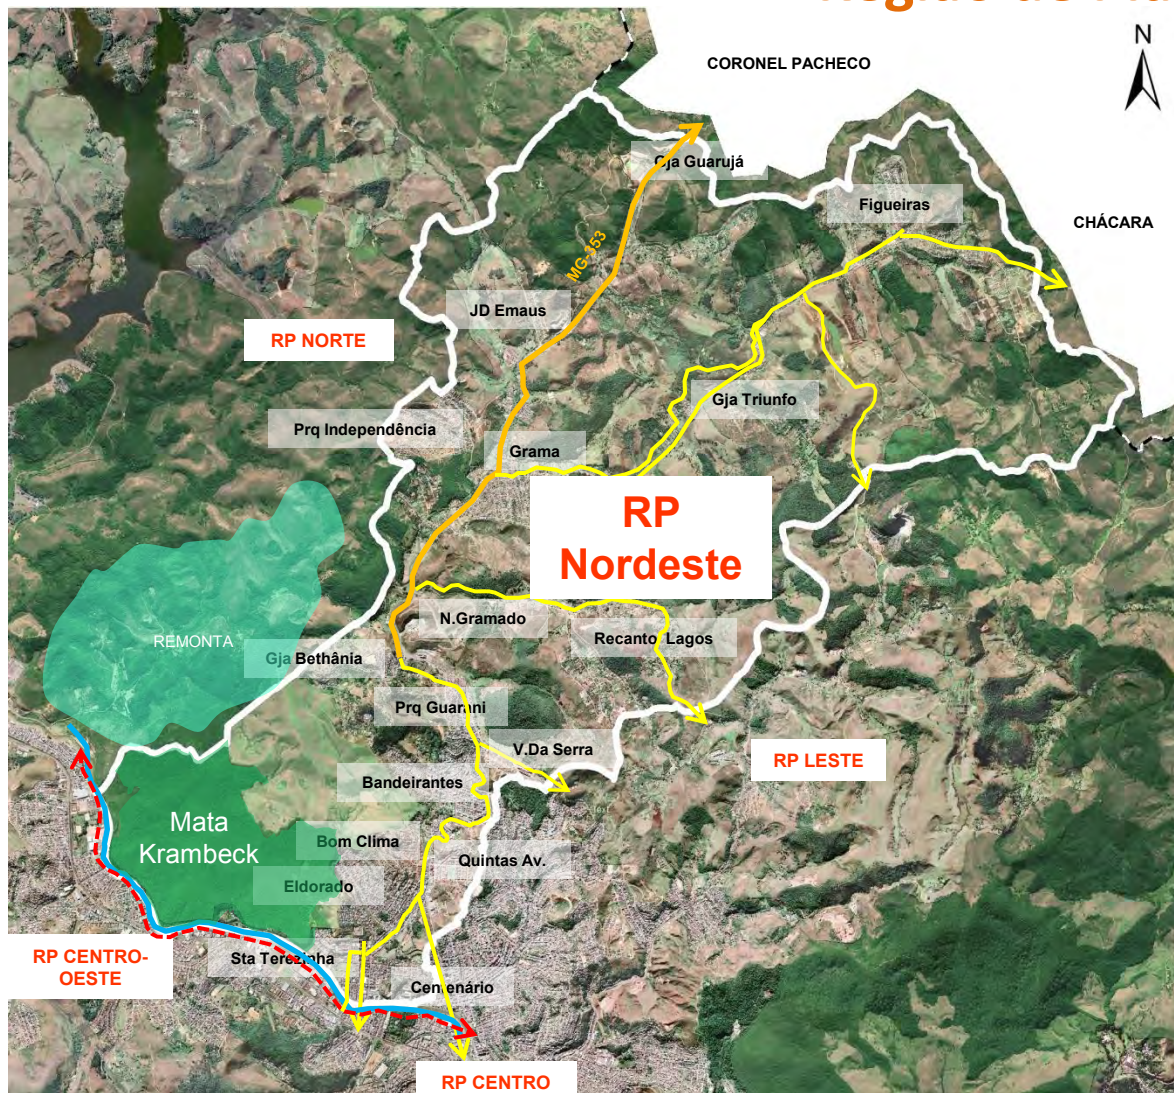 Região de
N
CORONEL PACHECO
Gja Guarujá
Figueiras
CHÁCARA
MG-353
JD Emaus
RP NORTE
Gja Triunfo
Prq Independência
Grama
RP
Nordeste
N.Gramado
Recanto Lagos
REMONTA
Gja Bethânia
Prq Guarani
V.Da Serra
RP LESTE
Bandeirantes
Mata
Krambeck
Bom Clima
Quintas Av.
Eldorado
RP CENTRO-
OESTE
Sta Terezinha
Centenário
RP CENTRO